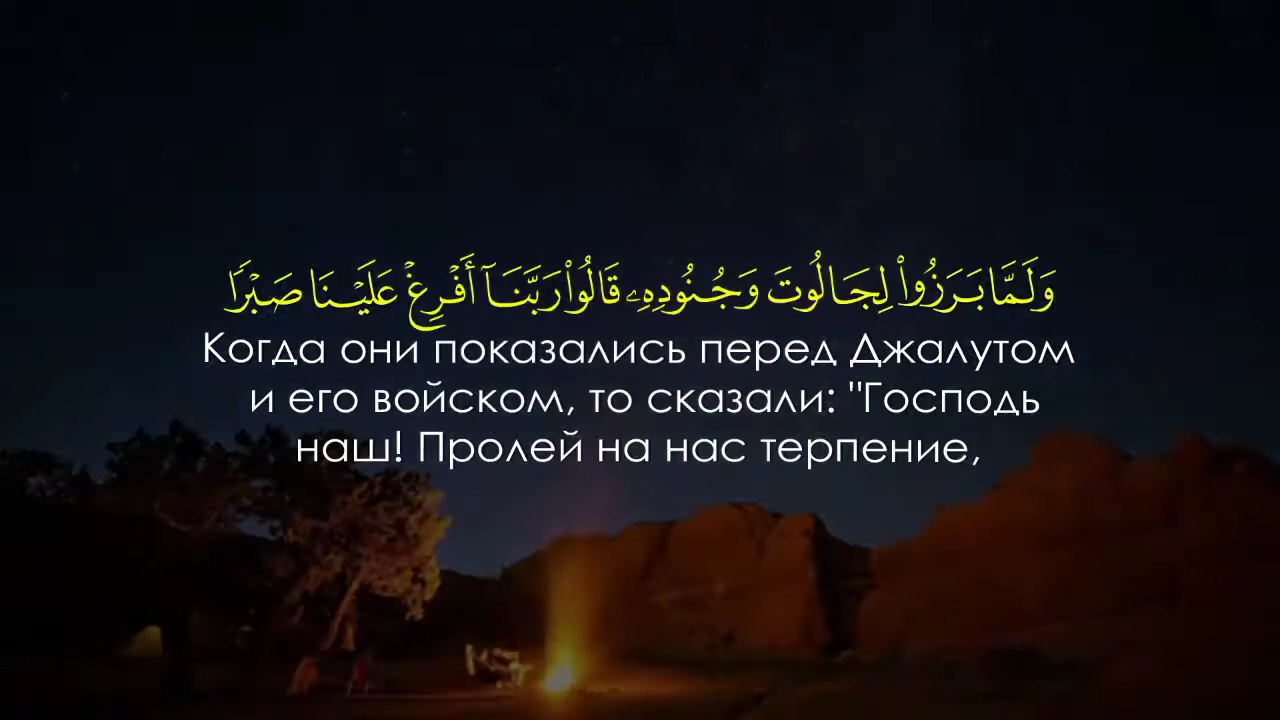 وَلَمَّا بَرَزُوا۟ لِجَالُوتَ وَجُنُودِهِۦ قَالُوا۟ رَبَّنَآ أَفْرِغْ عَلَيْنَا صَبْرًا
Когда они показались перед Джалутом
и его войском, то сказали: "Господь
наш! Пролей на нас терпение,